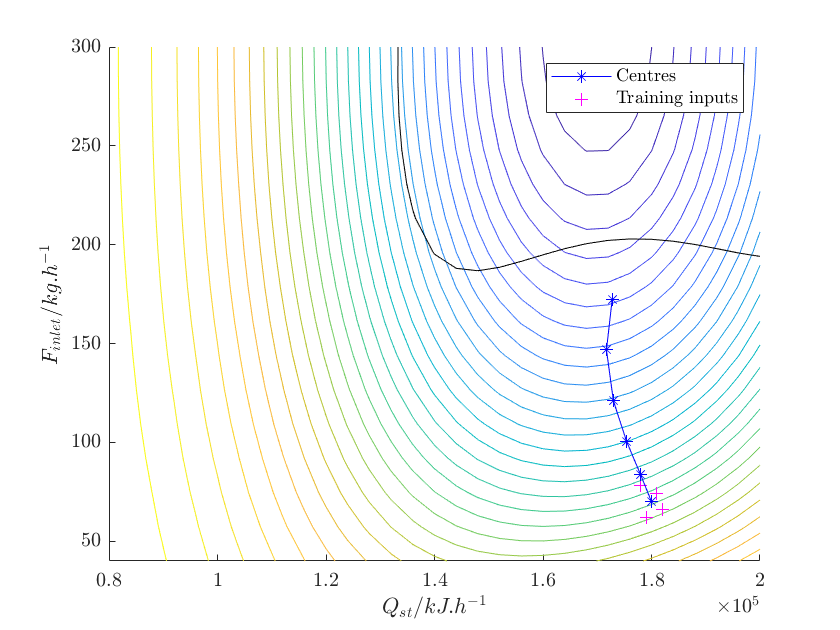 300
250
200
150
100
50
F_{inlet}/kg.h^{-1}
Centres
Training inputs
0.8 1 1.2 1.4 1.6 1.8 2
Q_{st}/kJ.h^{-1}
×10^5